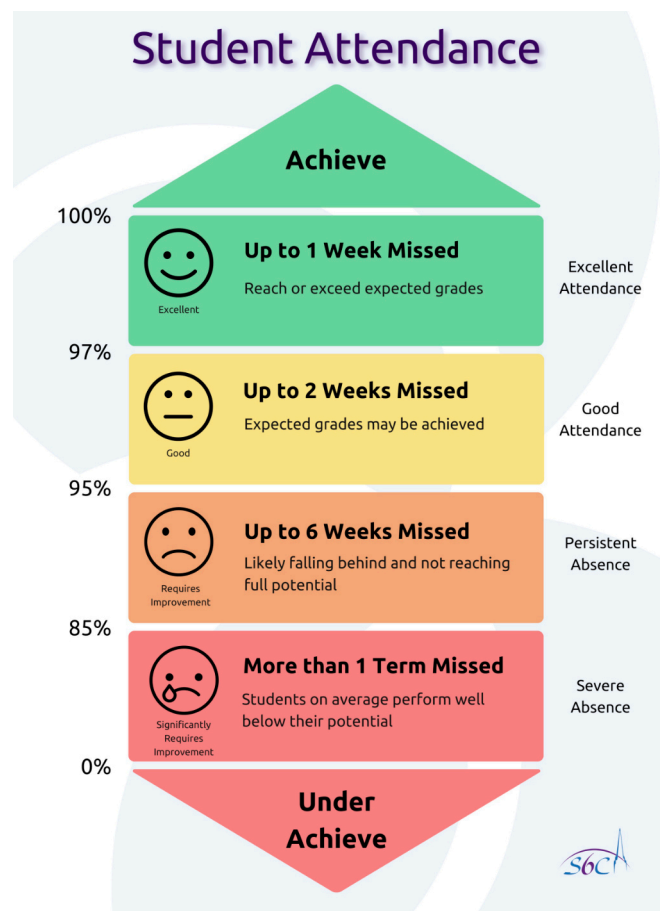 Student Attendance
Achieve
100%
Up to 1 Week Missed
Reach or exceed expected grades
Excellent
Excellent
Attendance
97%
Up to 2 Weeks Missed
Expected grades may be achieved
Good
Good
Attendance
95%
Up to 6 Weeks Missed
Likely falling behind and not reaching
full potential
Requires
Improvement
Persistent
Absence
85%
More than 1 Term Missed
Students on average perform well
below their potential
Significantly
Requires
Improvement
Severe
Absence
0%
Under
Achieve
S6C